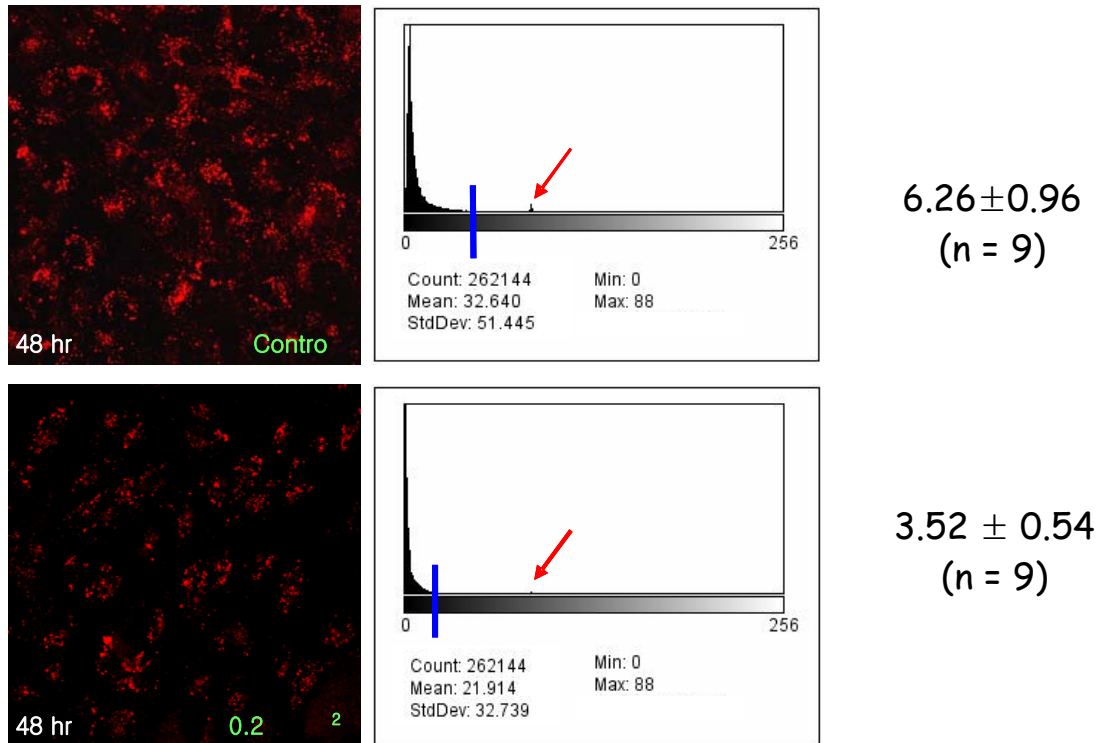 48 hr Contro
0 256
Count: 262144 Min: 0
Mean: 32.640 Max: 88
StdDev: 51.445
6.26±0.96
(n = 9)
48 hr 0.2 2
0 256
Count: 262144 Min: 0
Mean: 21.914 Max: 88
StdDev: 32.739
3.52 ± 0.54
(n = 9)